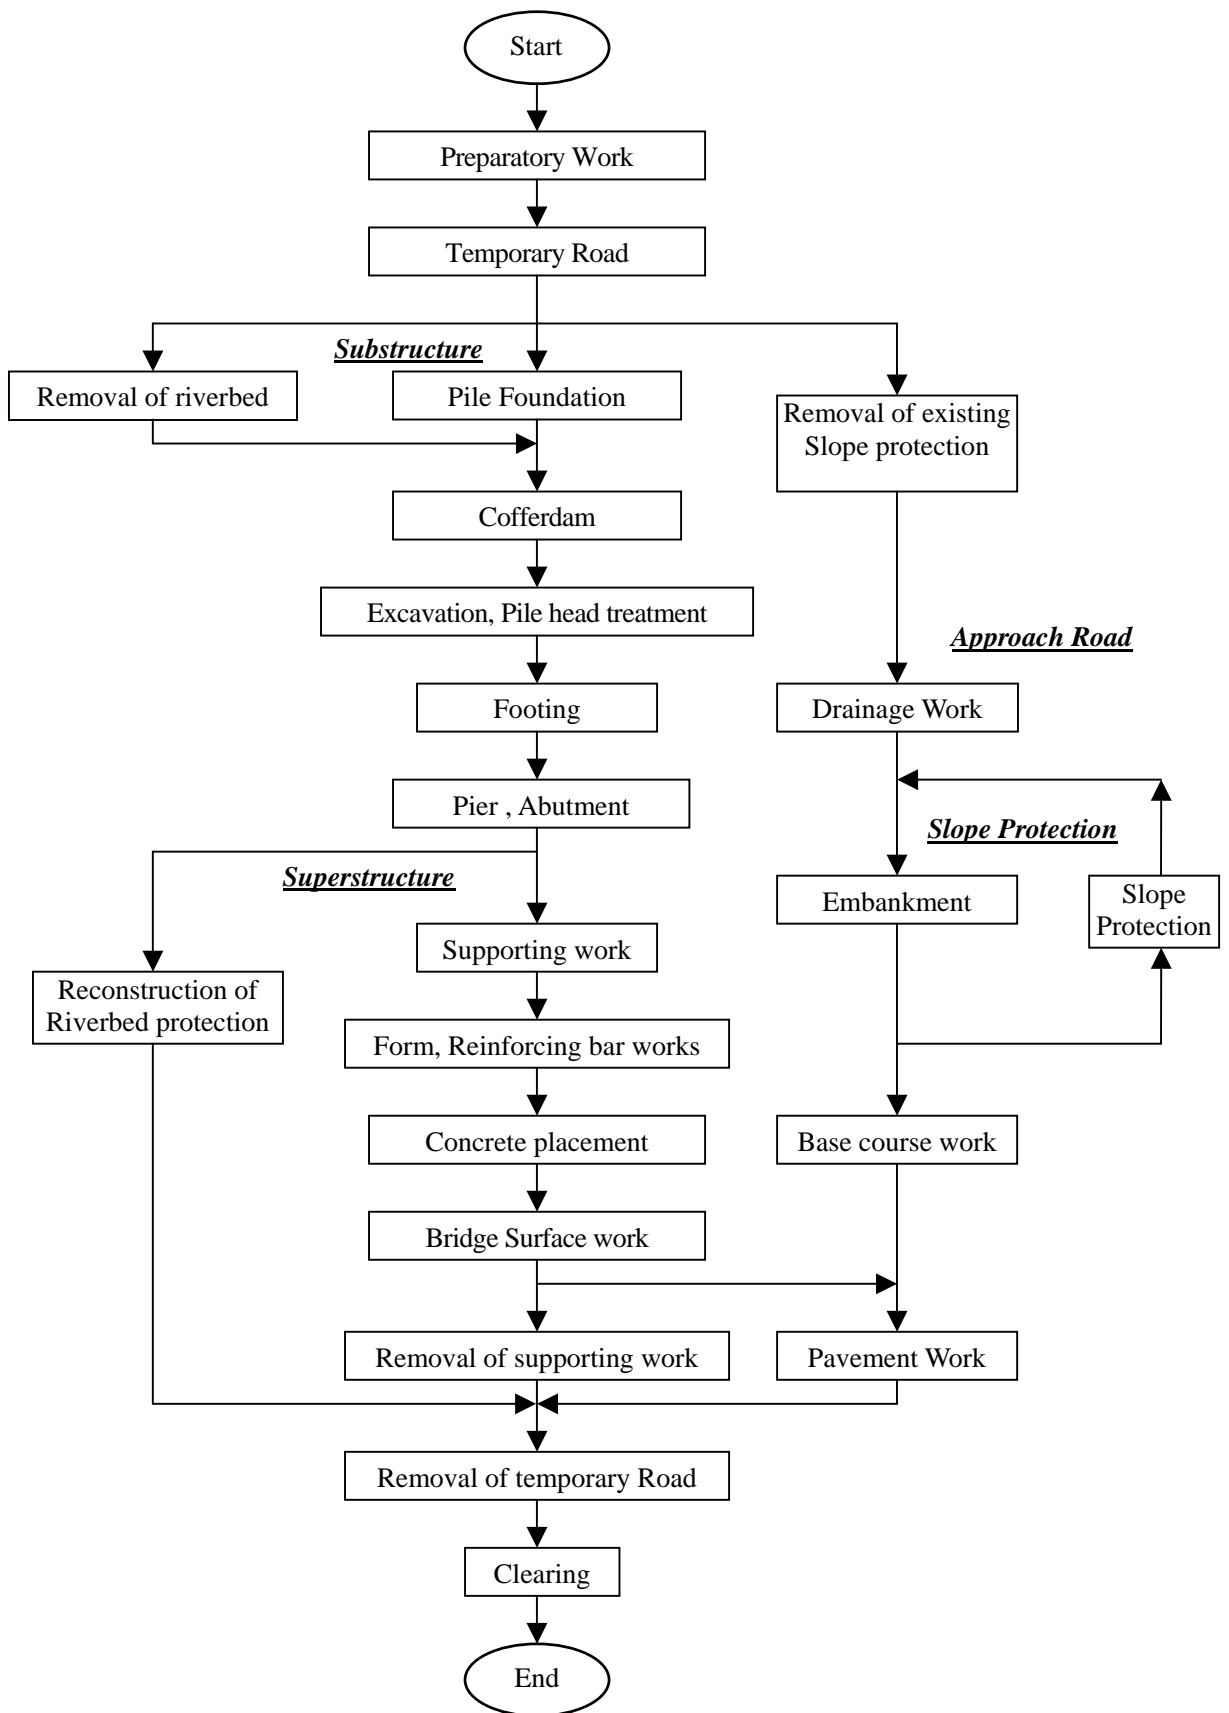 Start
Preparatory Work
Temporary Road
Substructure
Removal of riverbed
Pile Foundation
Removal of existing
Slope protection
Cofferdam
Excavation, Pile head treatment
Approach Road
Footing
Drainage Work
Pier , Abutment
Slope Protection
Superstructure
Embankment
Slope
Protection
Supporting work
Reconstruction of
Riverbed protection
Form, Reinforcing bar works
Concrete placement
Base course work
Bridge Surface work
Removal of supporting work
Pavement Work
Removal of temporary Road
Clearing
End